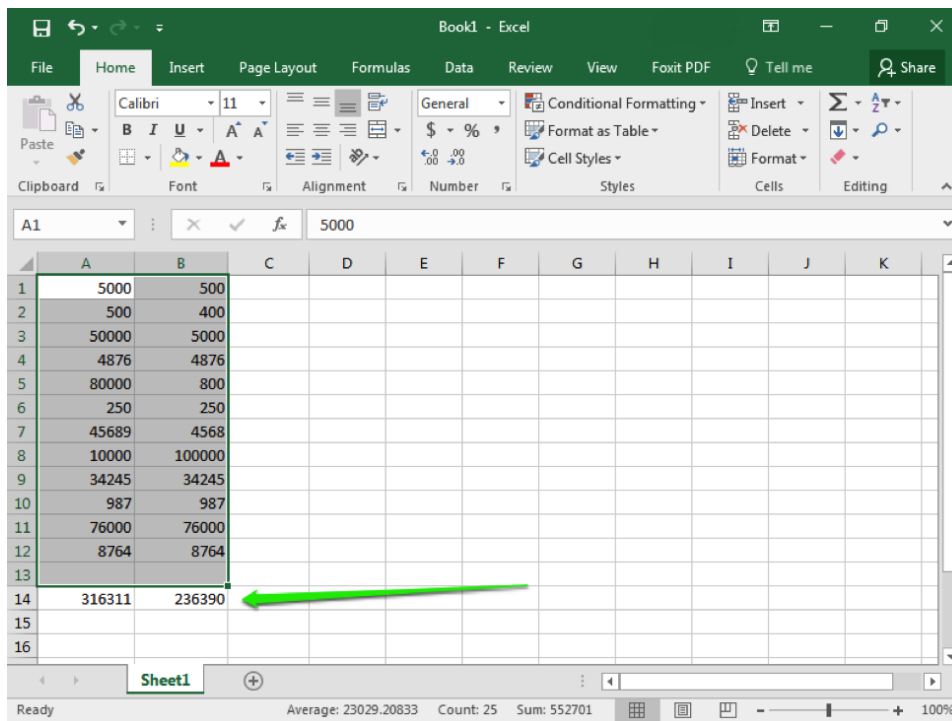 Book1 - Excel
File Home Insert Page Layout Formulas Data Review View Foxit PDF Tell me Share
Calibri 11 General Conditional Formatting Insert Σ A Z
Paste B I U A A $ % , Format as Table Delete
A .0 .00 .00 .0 Cell Styles Format
Clipboard Font Alignment Number Styles Cells Editing
A1 fx 5000
A B C D E F G H I J K
1 5000 500
2 500 400
3 50000 5000
4 4876 4876
5 80000 800
6 250 250
7 45689 4568
8 10000 100000
9 34245 34245
10 987 987
11 76000 76000
12 8764 8764
13
14 316311 236390
15
16
Sheet1
Ready Average: 23029.20833 Count: 25 Sum: 552701 - + 100%